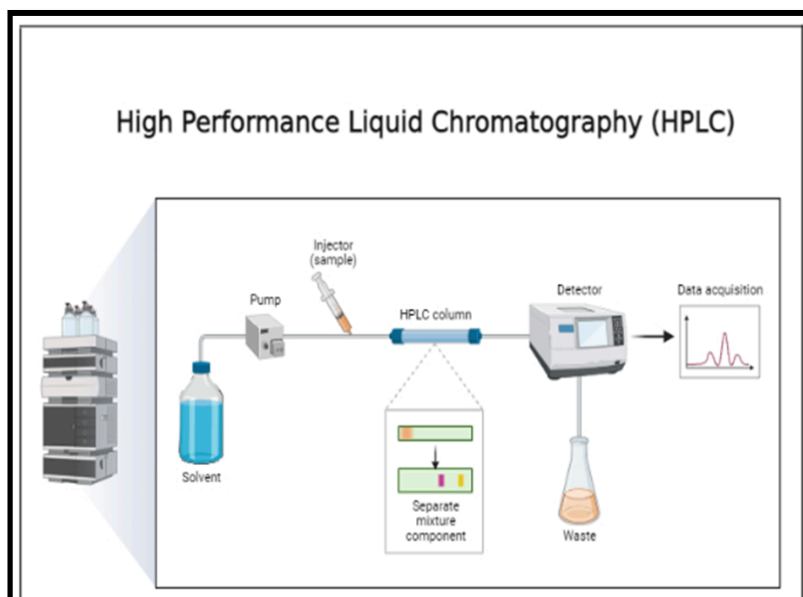 High Performance Liquid Chromatography (HPLC)
Injector
(sample)
Pump
HPLC column
Detector
Data acquisition
Solvent
Separate
mixture
component
Waste